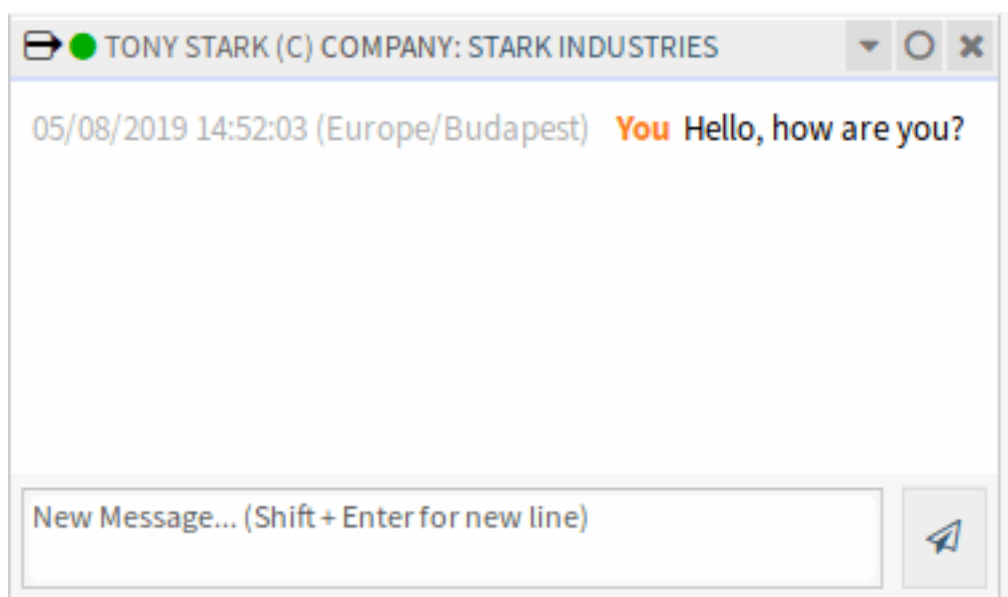 TONY STARK (C) COMPANY: STARK INDUSTRIES
05/08/2019 14:52:03 (Europe/Budapest) You Hello, how are you?
New Message... (Shift + Enter for new line)